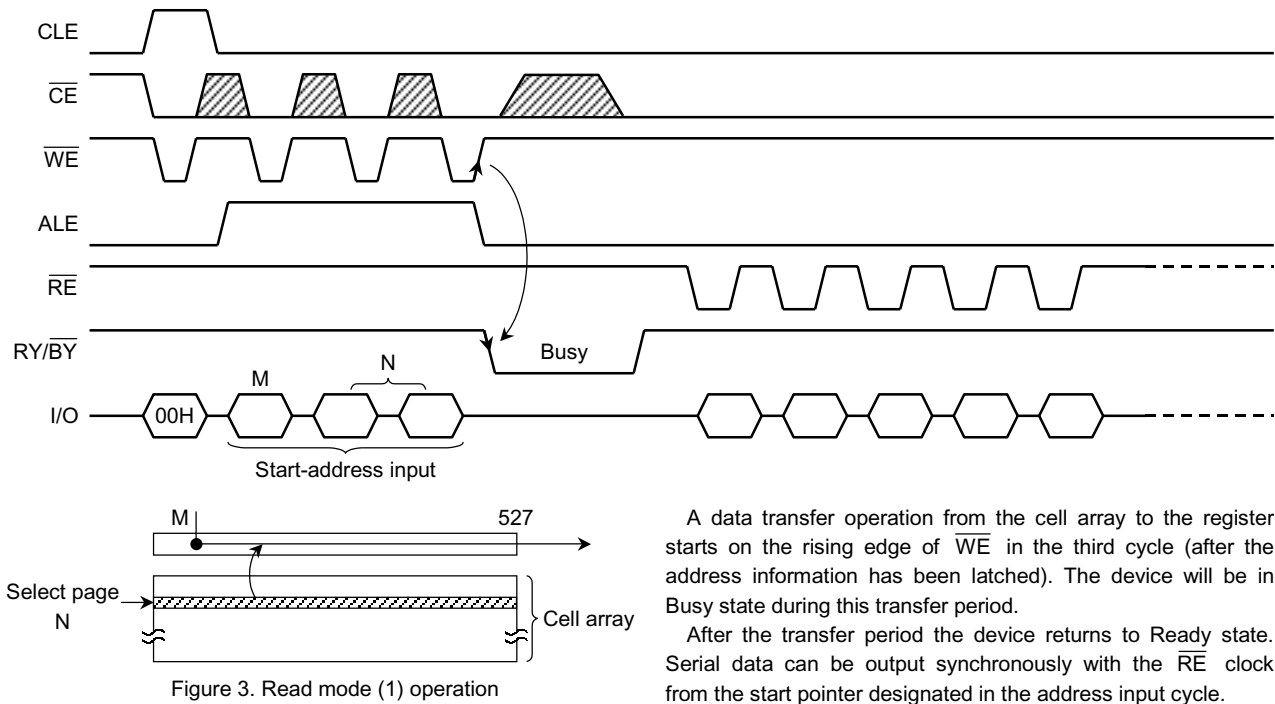 CLE
CE
WE
ALE
RE
RY/BY
Busy
M
N
I/O
00H
Start-address input
M
527
Select page
N
Cell array
Figure 3. Read mode (1) operation
A data transfer operation from the cell array to the register
starts on the rising edge of WE in the third cycle (after the
address information has been latched). The device will be in
Busy state during this transfer period.
After the transfer period the device returns to Ready state.
Serial data can be output synchronously with the RE clock
from the start pointer designated in the address input cycle.